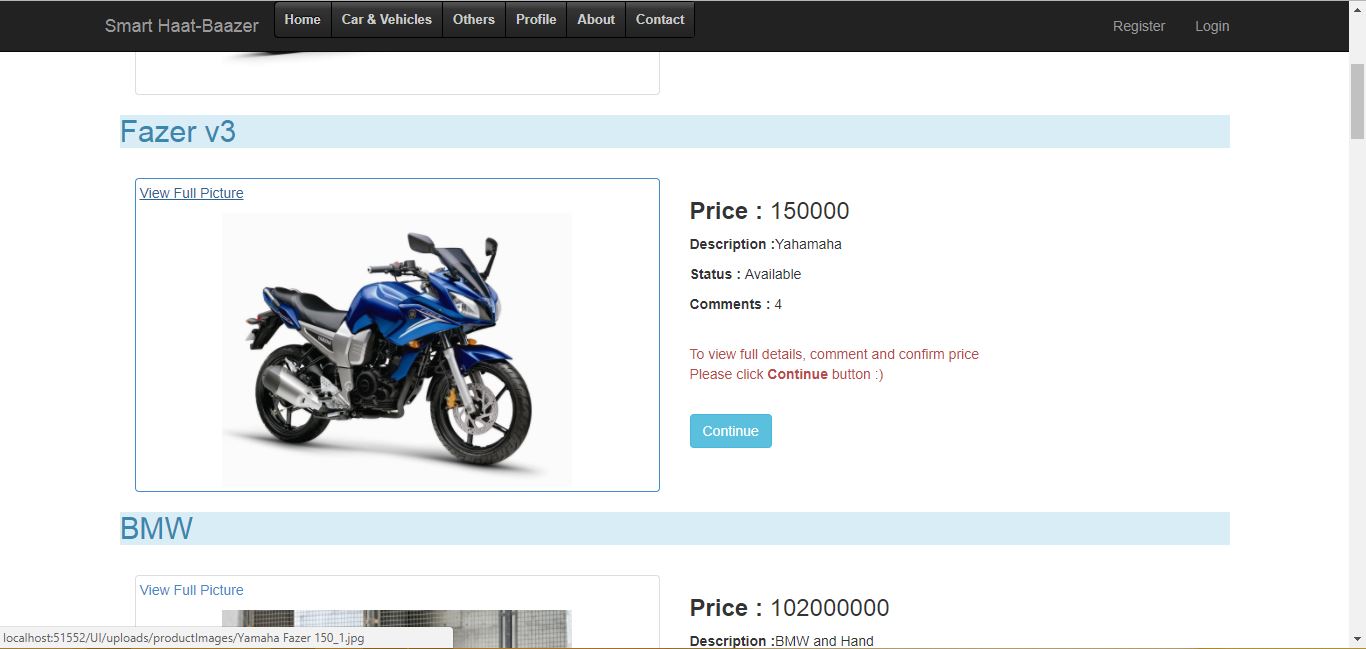 Smart Haat-Baazer Home Car & Vehicles Others Profile About Contact Register Login
Fazer v3
View Full Picture
Price : 150000
Description :Yahamaha
Status : Available
Comments : 4
To view full details, comment and confirm price
Please click Continue button :)
Continue
BMW
View Full Picture
Price : 102000000
Description :BMW and Hand
localhost:51552/UI/uploads/productImages/Yamaha Fazer 150_1.jpg